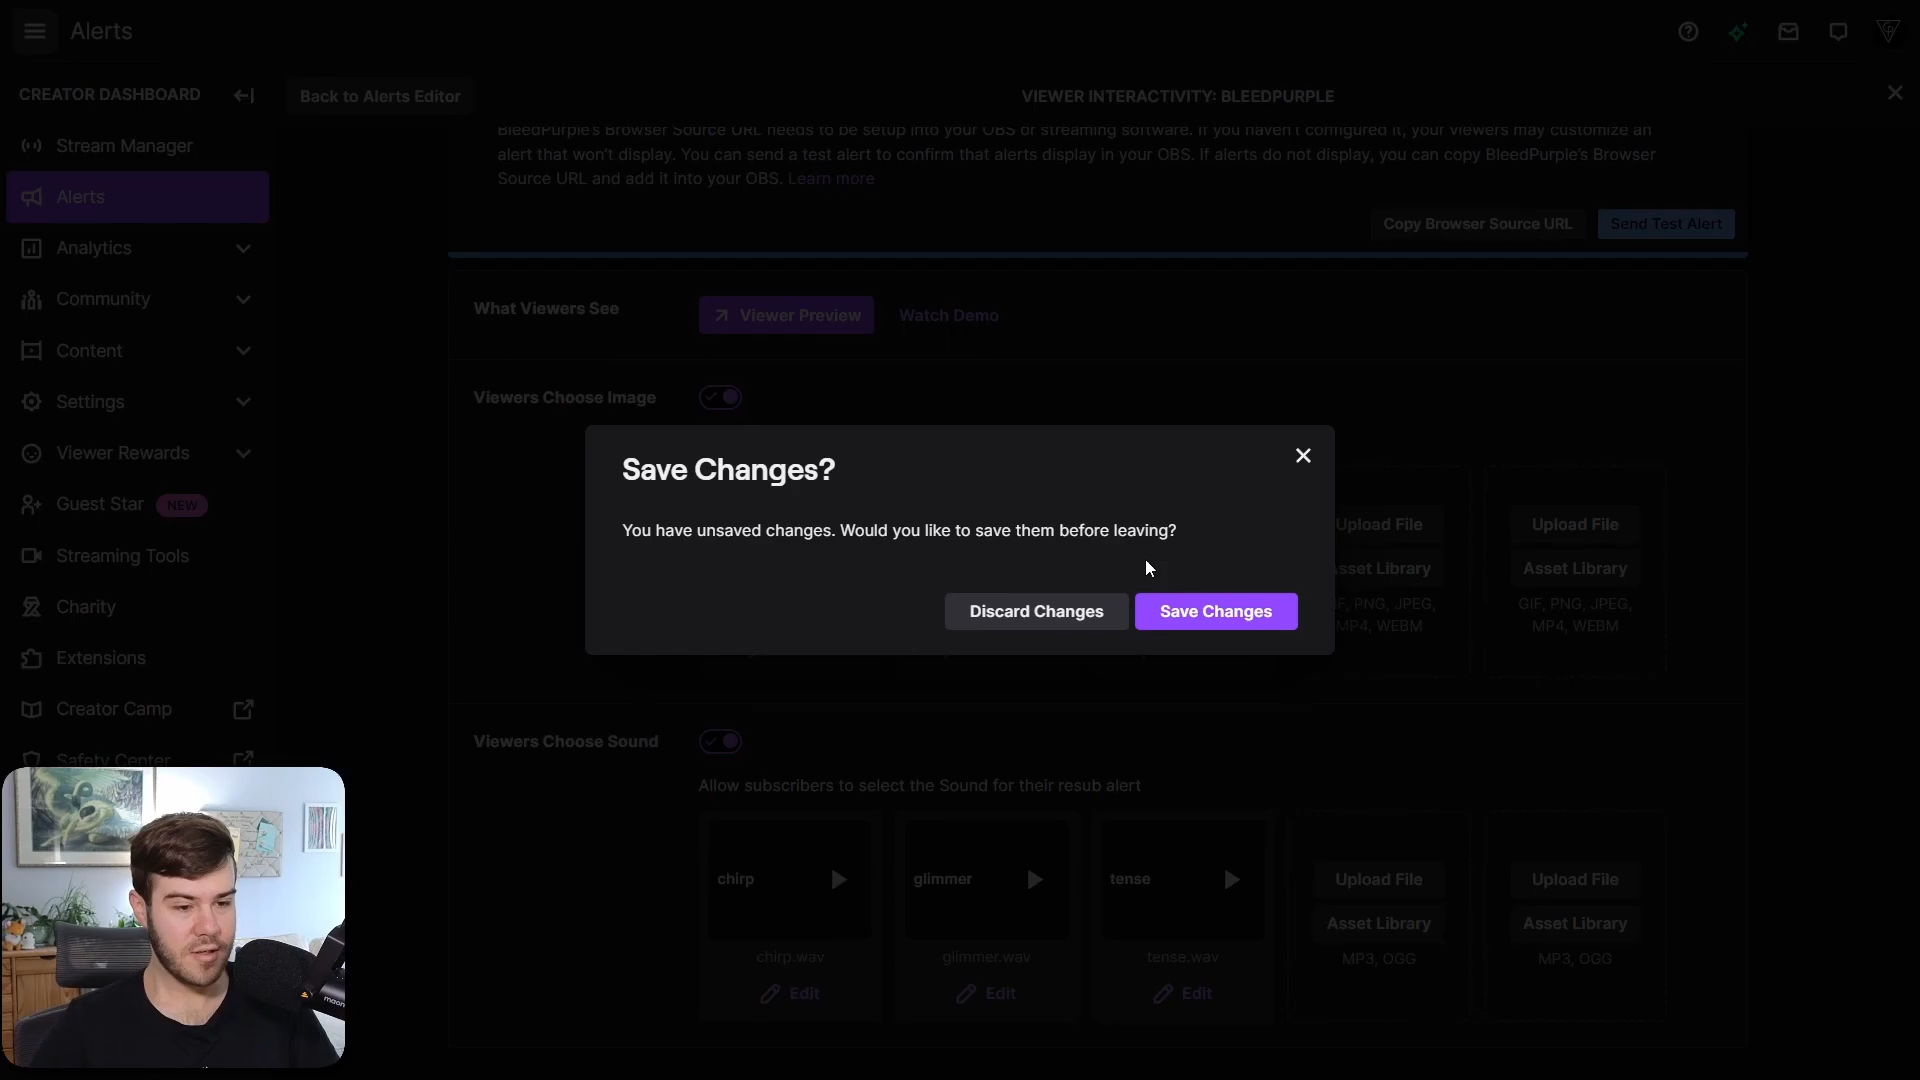 Alerts
CREATOR DASHBOARD
Back to Alerts Editor
VIEWER INTERACTIVITY: BLEEDPURPLE
Stream Manager
Alerts
Analytics
Community
Content
Settings
Viewer Rewards
Guest Star NEW
Streaming Tools
Charity
Extensions
Creator Camp
Safety Center
BleedPurple's Browser Source URL needs to be setup into your OBS or streaming software. If you haven't configured it, your viewers may customize an
alert that won't display. You can send a test alert to confirm that alerts display in your OBS. If alerts do not display, you can copy BleedPurple's Browser
Source URL and add it into your OBS. Learn more
Copy Browser Source URL
Send Test Alert
What Viewers See
Viewer Preview
Watch Demo
Viewers Choose Image
Save Changes?
You have unsaved changes. Would you like to save them before leaving?
Discard Changes
Save Changes
Upload File
Asset Library
PNG, JPEG,
MP4, WEBM
Upload File
Asset Library
GIF, PNG, JPEG,
MP4, WEBM
Viewers Choose Sound
Allow subscribers to select the Sound for their resub alert
chirp
chirp.wav
Edit
glimmer
glimmer.wav
Edit
tense
tense.wav
Edit
Upload File
Asset Library
MP3, OGG
Upload File
Asset Library
MP3, OGG